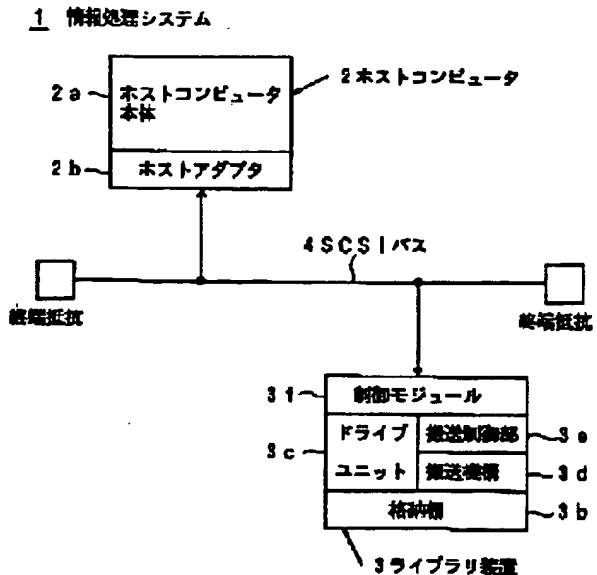 1 情報処理システム
2a
ホストコンピュータ
本体
2ホストコンピュータ
2b
ホストアダプタ
4SCSIバス
終端抵抗
終端抵抗
3f
制御モジュール
3c
ドライブ
ユニット
搬送制御部
3e
搬送機構
3d
格納棚
3b
3ライブラリ装置